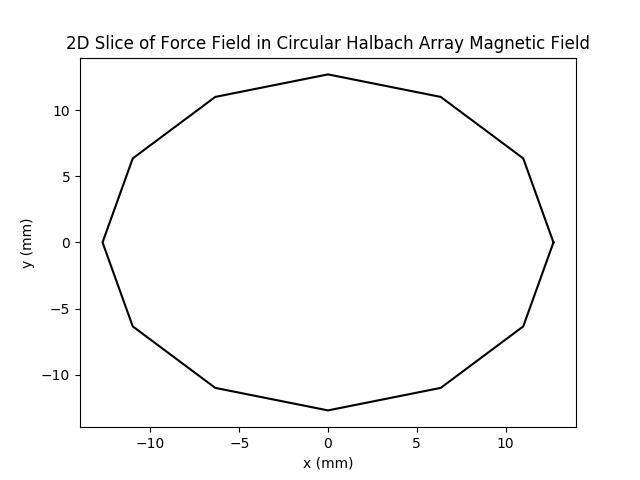 2D Slice of Force Field in Circular Halbach Array Magnetic Field
10
5
0
−5
−10
y (mm)
−10 −5 0 5 10
x (mm)